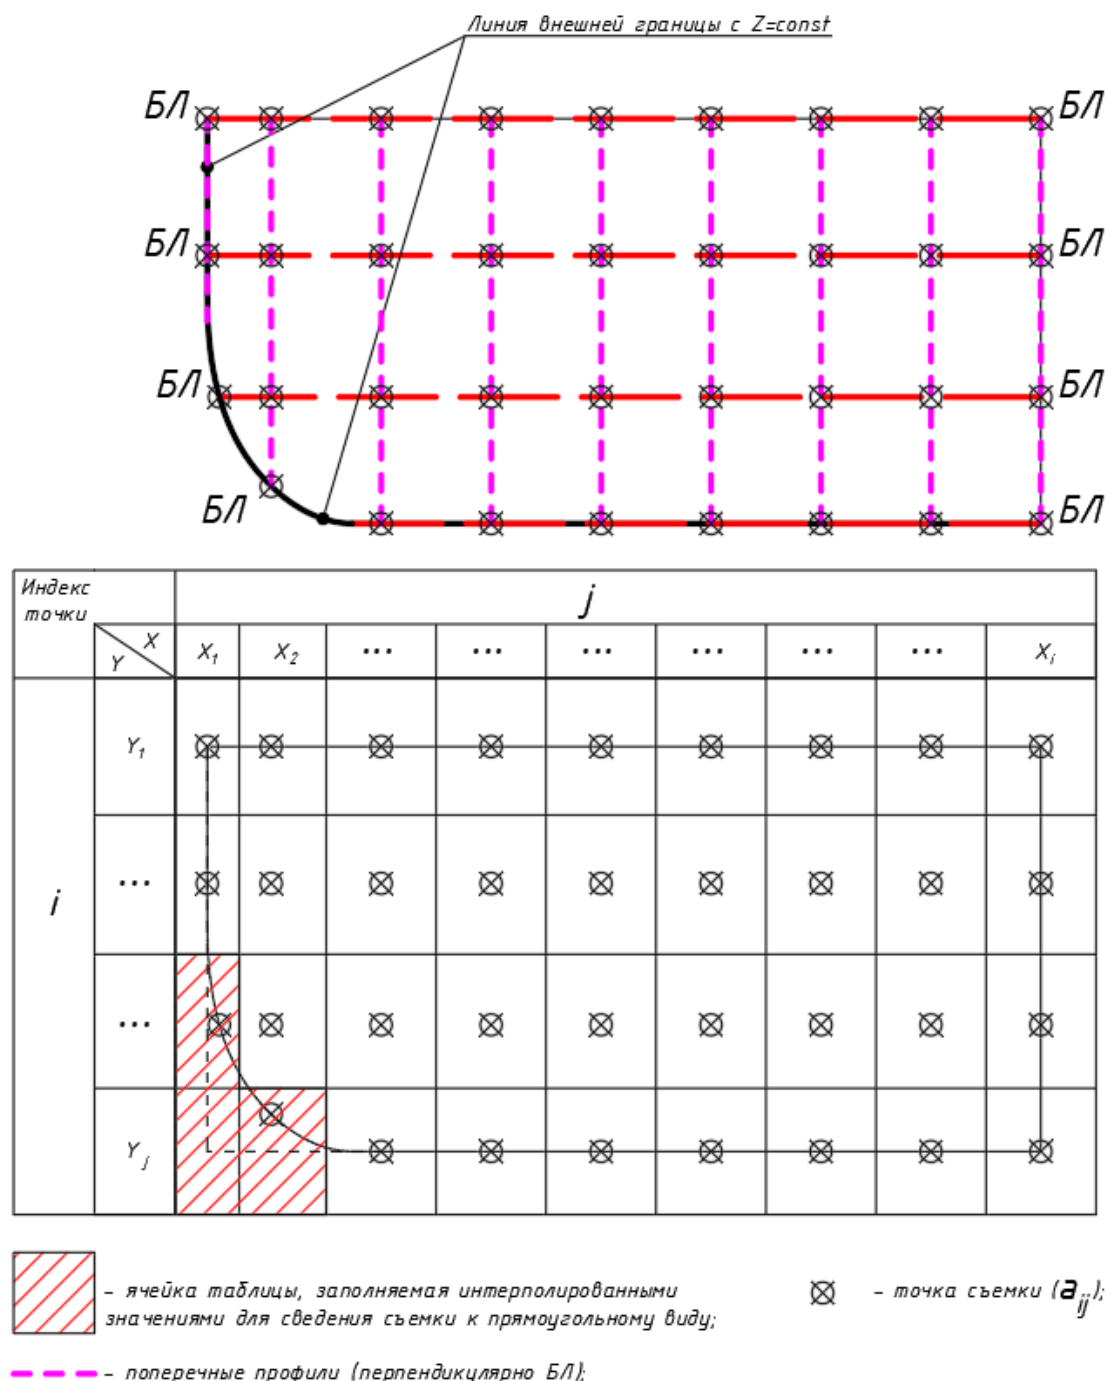 Линия внешней границы с Z=const
БЛ БЛ
БЛ БЛ
БЛ БЛ
БЛ БЛ
Индекс
точки
j
X
Y
X1 X2 ... ... ... ... ... ... Xi
Y1
...
i
...
Yj
- ячейка таблицы, заполняемая интерполированными
значениями для сведения съемки к прямоугольному виду;
- точка съемки (aij);
- поперечные профили (перпендикулярно БЛ);